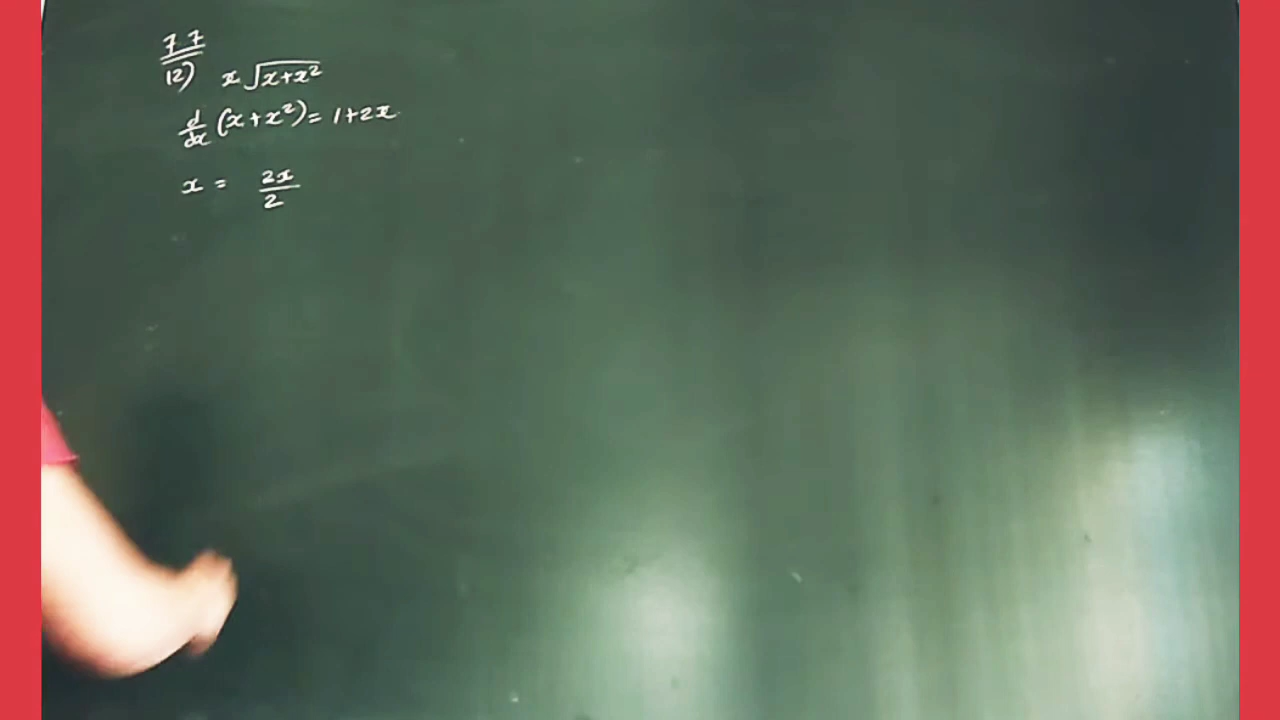 7.7
12) x√(x+x²)
d/dx (x+x²) = 1+2x
x = 2x/2